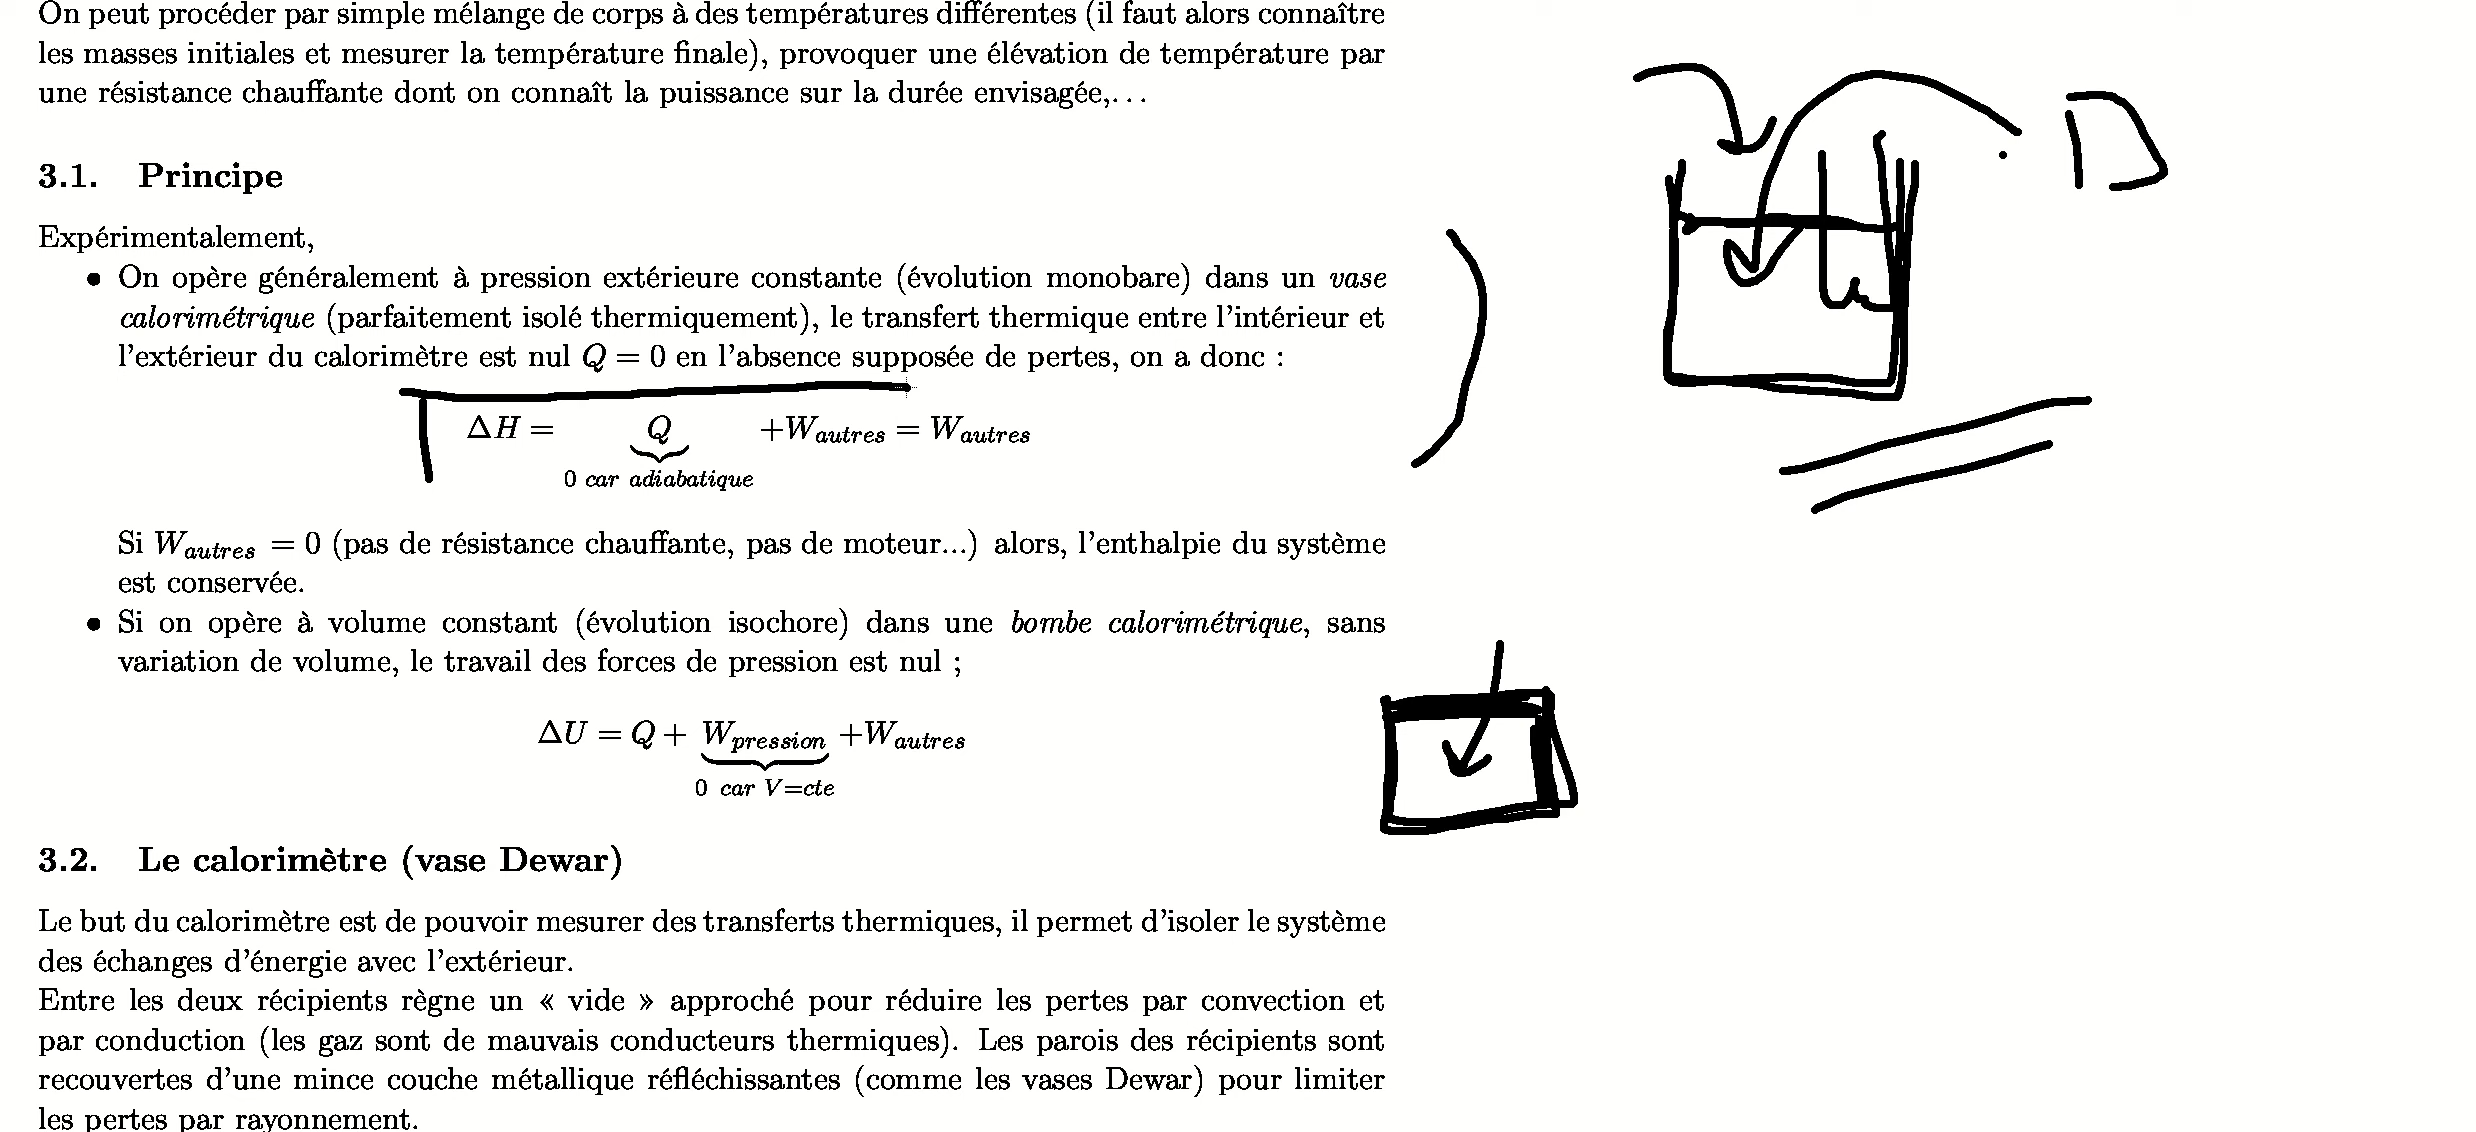 On peut procéder par simple mélange de corps à des températures différentes (il faut alors connaître
les masses initiales et mesurer la température finale), provoquer une élévation de température par
une résistance chauffante dont on connaît la puissance sur la durée envisagée,...
3.1. Principe
Expérimentalement,
• On opère généralement à pression extérieure constante (évolution monobare) dans un vase
calorimétrique (parfaitement isolé thermiquement), le transfert thermique entre l'intérieur et
l'extérieur du calorimètre est nul Q = 0 en l'absence supposée de pertes, on a donc :
ΔH = Q +W_autres = W_autres
0 car adiabatique
Si W_autres = 0 (pas de résistance chauffante, pas de moteur...) alors, l'enthalpie du système
est conservée.
• Si on opère à volume constant (évolution isochore) dans une bombe calorimétrique, sans
variation de volume, le travail des forces de pression est nul ;
ΔU = Q + W_pression +W_autres
0 car V=cte
3.2. Le calorimètre (vase Dewar)
Le but du calorimètre est de pouvoir mesurer des transferts thermiques, il permet d'isoler le système
des échanges d'énergie avec l'extérieur.
Entre les deux récipients règne un « vide » approché pour réduire les pertes par convection et
par conduction (les gaz sont de mauvais conducteurs thermiques). Les parois des récipients sont
recouvertes d'une mince couche métallique réfléchissantes (comme les vases Dewar) pour limiter
les pertes par rayonnement.